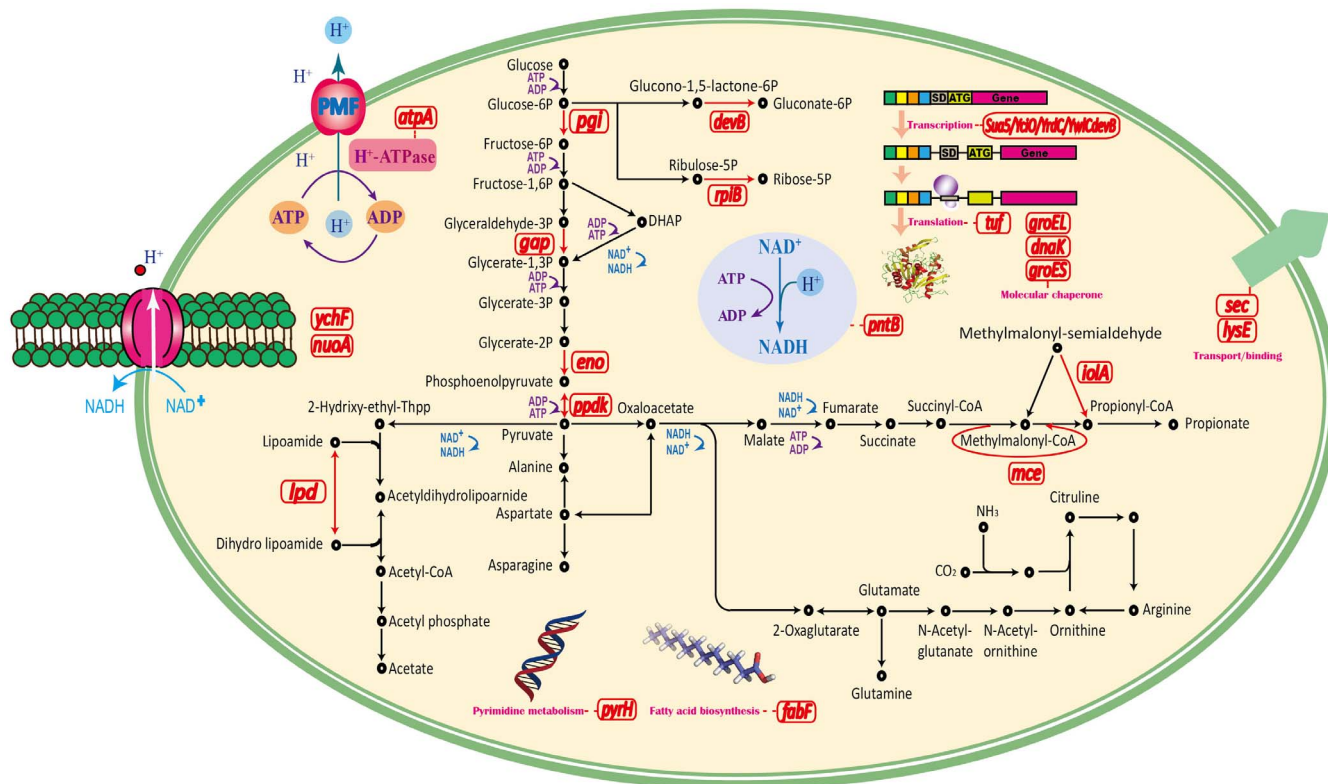 H⁺
H⁺
PMF
H⁺
atpA
H⁺-ATPase
ATP
H⁺
ADP
H⁺
ychF
nuoA
NADH
NAD⁺
Glucose
ATP
ADP
Glucose-6P
pgi
Fructose-6P
ATP
ADP
Fructose-1,6P
Glyceraldehyde-3P
gap
ADP
ATP
DHAP
NAD⁺
NADH
Glycerate-1,3P
ADP
ATP
Glycerate-3P
Glycerate-2P
eno
Phosphoenolpyruvate
ADP
ATP
ppdk
Pyruvate
Glucono-1,5-lactone-6P
devB
Gluconate-6P
Ribulose-5P
rpiB
Ribose-5P
SD
ATG
Gene
Transcription
Sua5/YciO/YrdC/YwlCdevB
SD
ATG
Gene
Translation
tuf
groEL
dnaK
groES
Molecular chaperone
NAD⁺
ATP
H⁺
ADP
NADH
pntB
sec
lysE
Transport/binding
Methylmalonyl-semialdehyde
iolA
2-Hydrixy-ethyl-Thpp
NAD⁺
NADH
Lipoamide
lpd
Acetyldihydrolipoarnide
Dihydro lipoamide
Acetyl-CoA
Acetyl phosphate
Acetate
Alanine
Aspartate
Asparagine
Oxaloacetate
NADH
NAD⁺
Malate
NADH
NAD⁺
ATP
ADP
Fumarate
Succinate
Succinyl-CoA
Methylmalonyl-CoA
mce
Propionyl-CoA
Propionate
NH₃
CO₂
Citruline
Arginine
Ornithine
2-Oxaglutarate
Glutamate
Glutamine
N-Acetyl-
glutanate
N-Acetyl-
ornithine
Pyrimidine metabolism
pyrH
Fatty acid biosynthesis
fabF